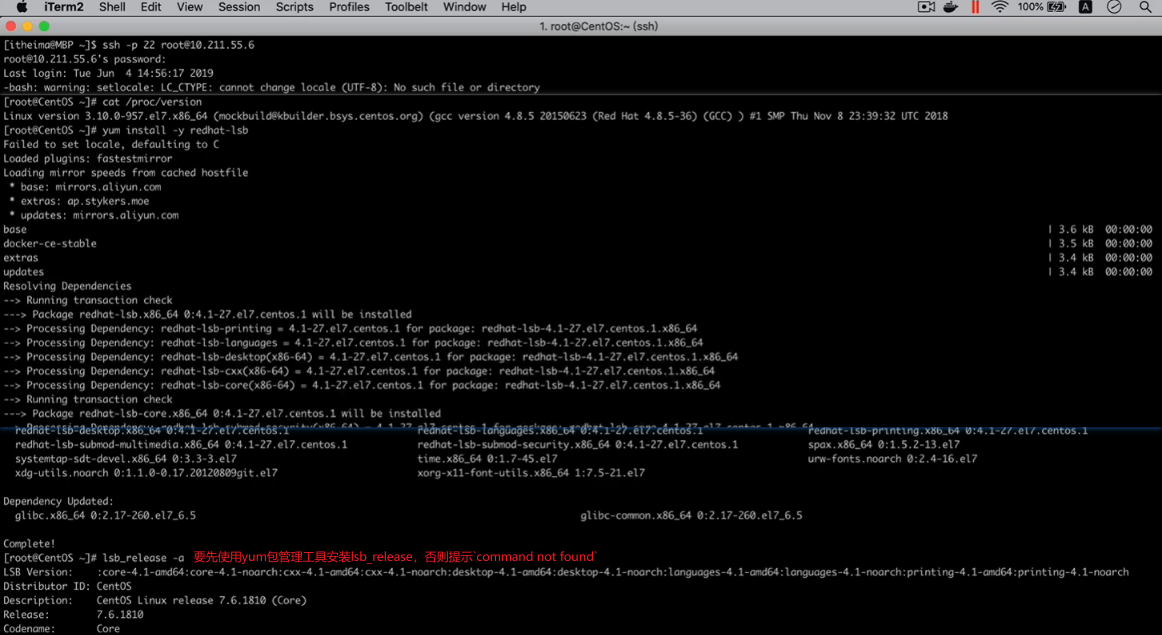 iTerm2 Shell Edit View Session Scripts Profiles Toolbelt Window Help 100% A
1. root@CentOS:~ (ssh)
[itheima@MBP ~]$ ssh -p 22 root@10.211.55.6
root@10.211.55.6's password:
Last login: Tue Jun  4 14:56:17 2019
-bash: warning: setlocale: LC_CTYPE: cannot change locale (UTF-8): No such file or directory
[root@CentOS ~]# cat /proc/version
Linux version 3.10.0-957.el7.x86_64 (mockbuild@kbuilder.bsys.centos.org) (gcc version 4.8.5 20150623 (Red Hat 4.8.5-36) (GCC) ) #1 SMP Thu Nov 8 23:39:32 UTC 2018
[root@CentOS ~]# yum install -y redhat-lsb
Failed to set locale, defaulting to C
Loaded plugins: fastestmirror
Loading mirror speeds from cached hostfile
 * base: mirrors.aliyun.com
 * extras: ap.stykers.moe
 * updates: mirrors.aliyun.com
base | 3.6 kB 00:00:00
docker-ce-stable | 3.5 kB 00:00:00
extras | 3.4 kB 00:00:00
updates | 3.4 kB 00:00:00
Resolving Dependencies
--> Running transaction check
---> Package redhat-lsb.x86_64 0:4.1-27.el7.centos.1 will be installed
--> Processing Dependency: redhat-lsb-printing = 4.1-27.el7.centos.1 for package: redhat-lsb-4.1-27.el7.centos.1.x86_64
--> Processing Dependency: redhat-lsb-languages = 4.1-27.el7.centos.1 for package: redhat-lsb-4.1-27.el7.centos.1.x86_64
--> Processing Dependency: redhat-lsb-desktop(x86-64) = 4.1-27.el7.centos.1 for package: redhat-lsb-4.1-27.el7.centos.1.x86_64
--> Processing Dependency: redhat-lsb-cxx(x86-64) = 4.1-27.el7.centos.1 for package: redhat-lsb-4.1-27.el7.centos.1.x86_64
--> Processing Dependency: redhat-lsb-core(x86-64) = 4.1-27.el7.centos.1 for package: redhat-lsb-4.1-27.el7.centos.1.x86_64
--> Running transaction check
---> Package redhat-lsb-core.x86_64 0:4.1-27.el7.centos.1 will be installed
redhat-lsb-desktop.x86_64 0:4.1-27.el7.centos.1 redhat-lsb-languages.x86_64 0:4.1-27.el7.centos.1 redhat-lsb-printing.x86_64 0:4.1-27.el7.centos.1
redhat-lsb-submod-multimedia.x86_64 0:4.1-27.el7.centos.1 redhat-lsb-submod-security.x86_64 0:4.1-27.el7.centos.1 spax.x86_64 0:1.5.2-13.el7
systemtap-sdt-devel.x86_64 0:3.3-3.el7 time.x86_64 0:1.7-45.el7 urw-fonts.noarch 0:2.4-16.el7
xdg-utils.noarch 0:1.1.0-0.17.20120809git.el7 xorg-x11-font-utils.x86_64 1:7.5-21.el7
Dependency Updated:
glibc.x86_64 0:2.17-260.el7_6.5 glibc-common.x86_64 0:2.17-260.el7_6.5
Complete!
[root@CentOS ~]# lsb_release -a 要先使用yum包管理工具安装lsb_release，否则提示`command not found`
LSB Version: :core-4.1-amd64:core-4.1-noarch:cxx-4.1-amd64:cxx-4.1-noarch:desktop-4.1-amd64:desktop-4.1-noarch:languages-4.1-amd64:languages-4.1-noarch:printing-4.1-amd64:printing-4.1-noarch
Distributor ID: CentOS
Description: CentOS Linux release 7.6.1810 (Core)
Release: 7.6.1810
Codename: Core